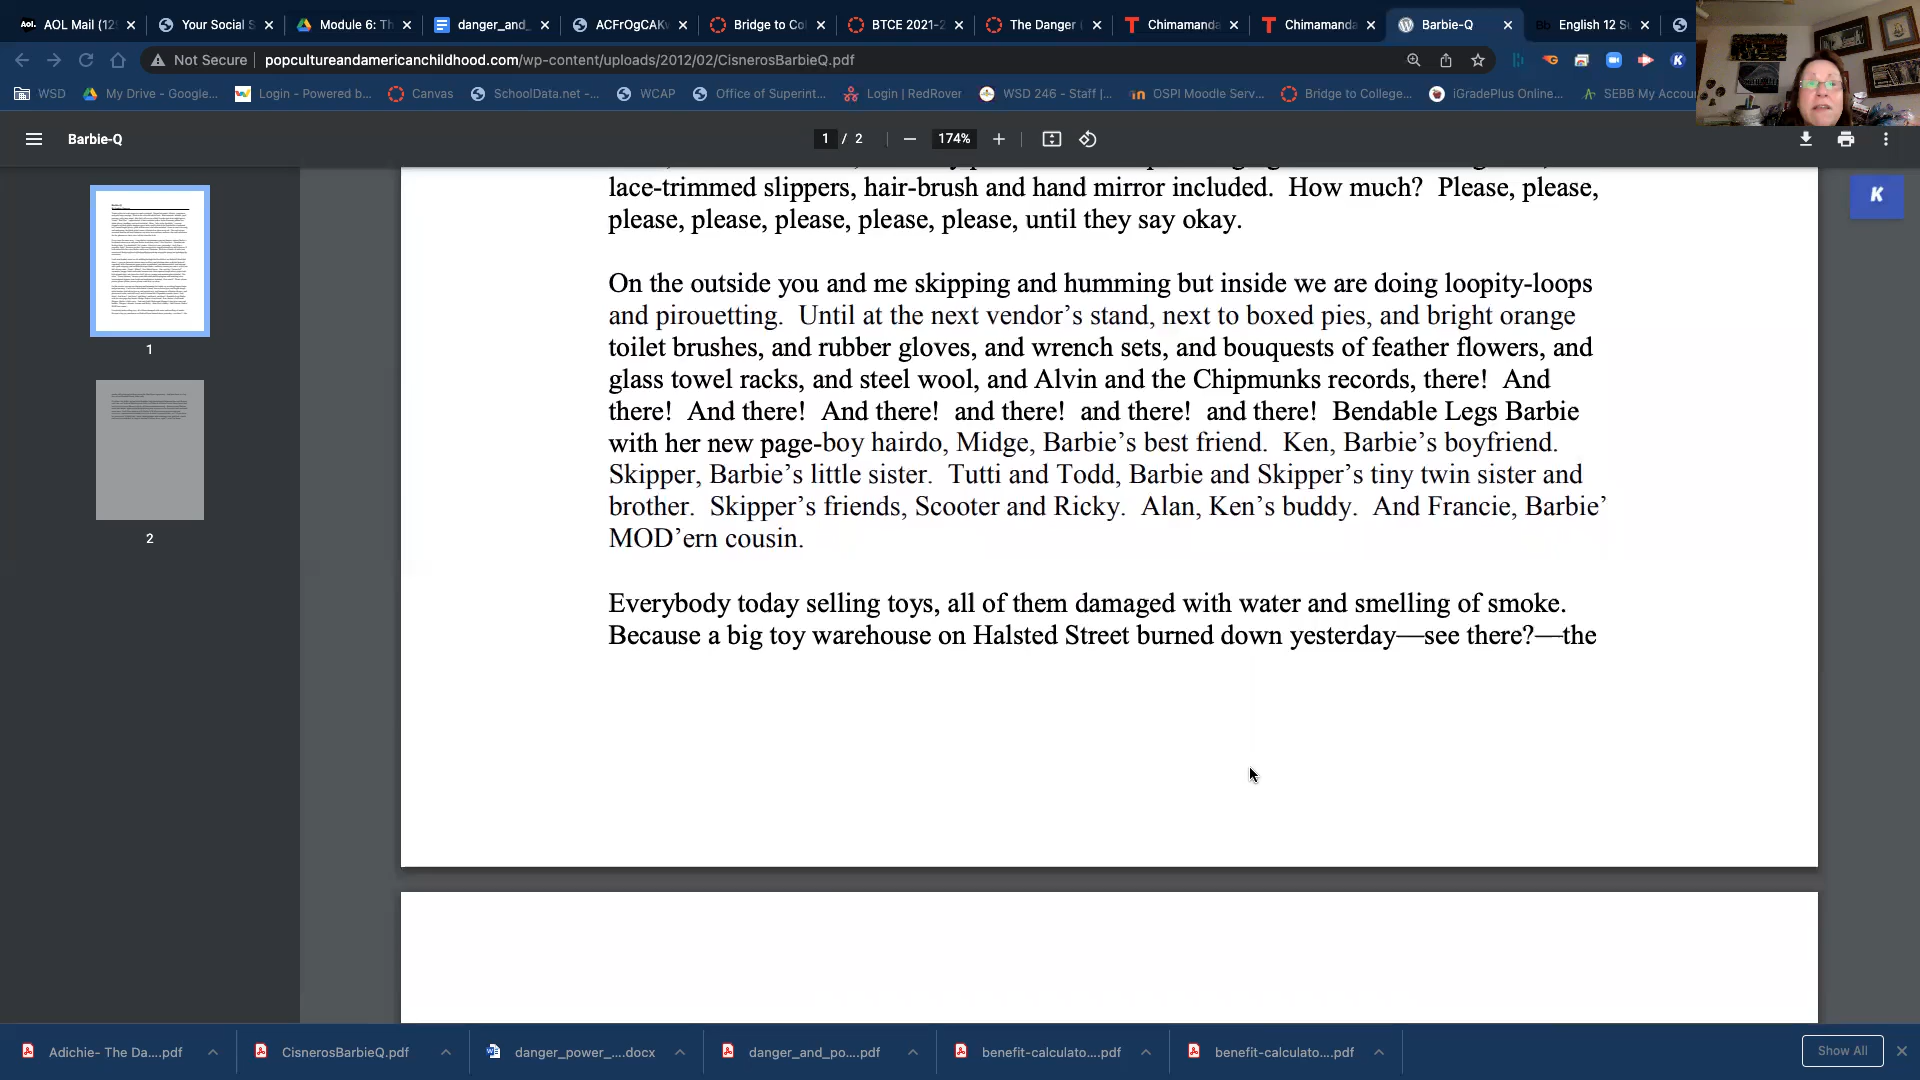 AOL Mail (12
Your Social S
Module 6: Th
danger_and_
ACFrOgCAK
Bridge to Co
BTCE 2021-2
The Danger
Chimamanda
Chimamanda
Barbie-Q
English 12 S
Not Secure
popcultureandamericanchildhood.com/wp-content/uploads/2012/02/CisnerosBarbieQ.pdf
WSD
My Drive - Google...
Login - Powered b...
Canvas
SchoolData.net -...
WCAP
Office of Superint...
Login | RedRover
WSD 246 - Staff |...
OSPI Moodle Serv...
Bridge to College...
iGradePlus Online...
SEBB My Accou
Barbie-Q
1 / 2
174%
K
1
2
lace-trimmed slippers, hair-brush and hand mirror included. How much? Please, please,
please, please, please, please, please, until they say okay.
On the outside you and me skipping and humming but inside we are doing loopity-loops
and pirouetting. Until at the next vendor’s stand, next to boxed pies, and bright orange
toilet brushes, and rubber gloves, and wrench sets, and bouquests of feather flowers, and
glass towel racks, and steel wool, and Alvin and the Chipmunks records, there! And
there! And there! And there! and there! and there! and there! Bendable Legs Barbie
with her new page-boy hairdo, Midge, Barbie’s best friend. Ken, Barbie’s boyfriend.
Skipper, Barbie’s little sister. Tutti and Todd, Barbie and Skipper’s tiny twin sister and
brother. Skipper’s friends, Scooter and Ricky. Alan, Ken’s buddy. And Francie, Barbie’
MOD’ern cousin.
Everybody today selling toys, all of them damaged with water and smelling of smoke.
Because a big toy warehouse on Halsted Street burned down yesterday—see there?—the
Adichie- The Da....pdf
CisnerosBarbieQ.pdf
danger_power_....docx
danger_and_po....pdf
benefit-calculato....pdf
benefit-calculato....pdf
Show All